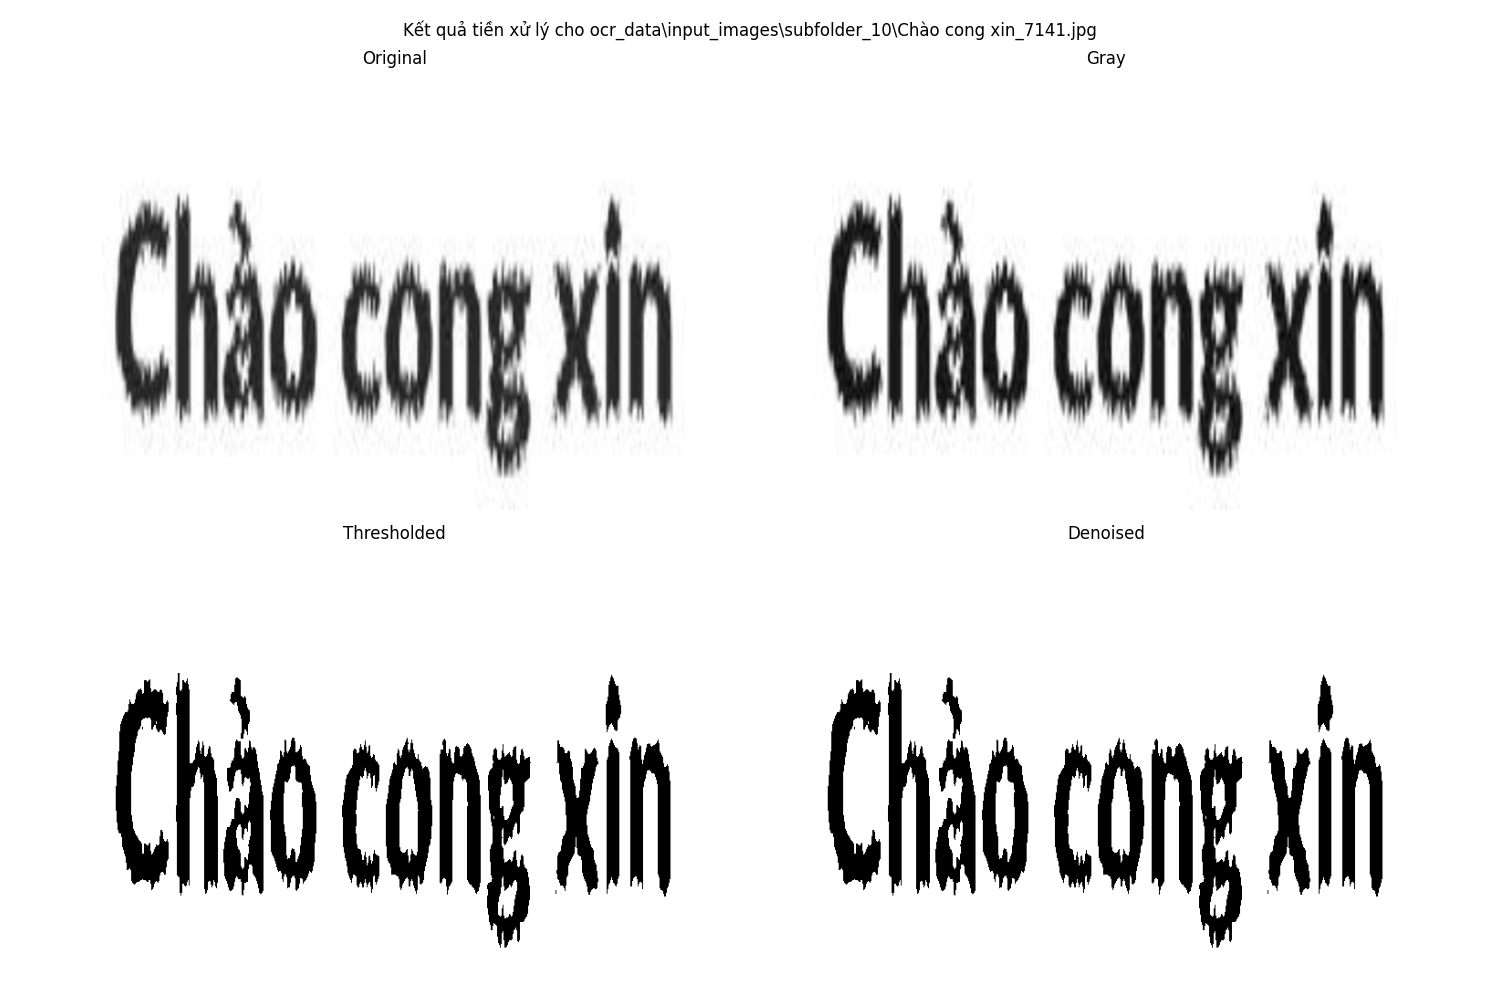 Kết quả tiền xử lý cho ocr_data\input_images\subfolder_10\Chào cong xin_7141.jpg
Original
Gray
Chào cong xin
Chào cong xin
Thresholded
Denoised
Chào cong xin
Chào cong xin